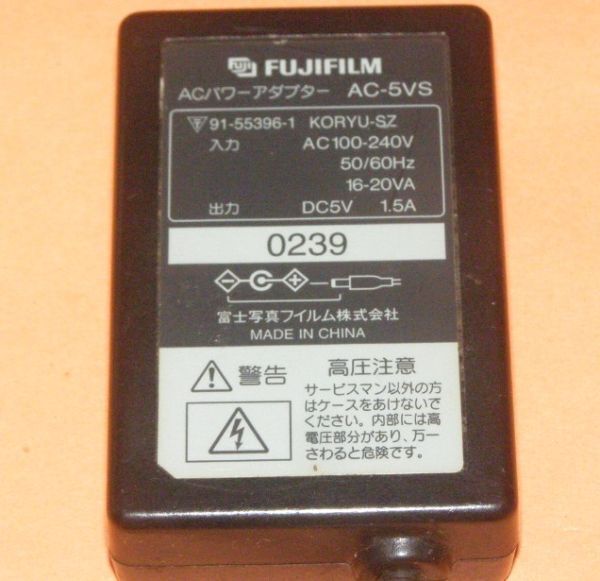 FUJI FUJIFILM
ACパワーアダプター AC-5VS
T 91-55396-1 KORYU-SZ
入力 AC100-240V
50/60Hz
16-20VA
出力 DC5V 1.5A
0239
富士写真フイルム株式会社
MADE IN CHINA
警告 高圧注意
サービスマン以外の方
はケースをあけないで
ください。内部には高
電圧部分があり、万一
さわると危険です。